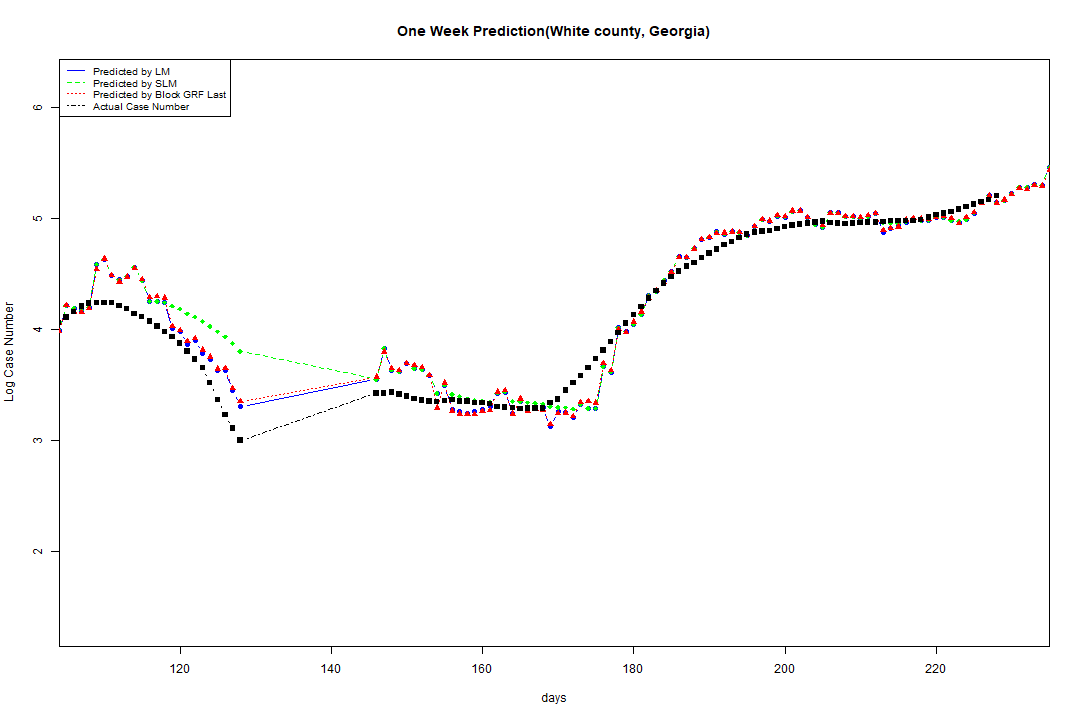 One Week Prediction(White county, Georgia)
Predicted by LM
Predicted by SLM
Predicted by Block GRF Last
Actual Case Number
6
5
4
3
2
Log Case Number
120 140 160 180 200 220
days